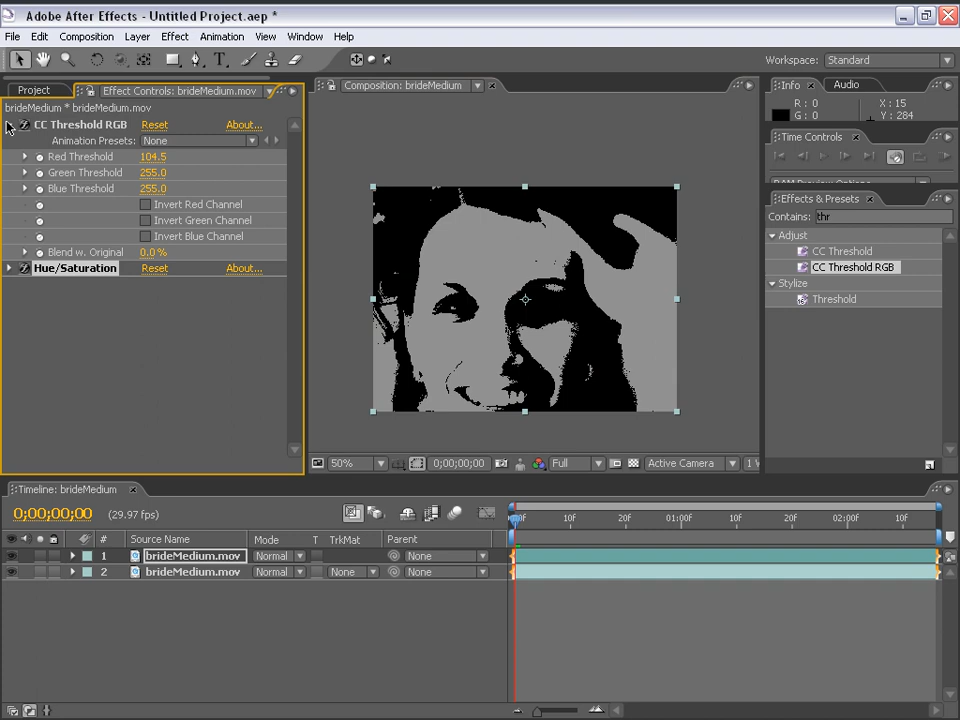 Adobe After Effects - Untitled Project.aep *
File Edit Composition Layer Effect Animation View Window Help
Workspace: Standard
Project Effect Controls: brideMedium.mov
brideMedium * brideMedium.mov
CC Threshold RGB Reset About...
Animation Presets: None
Red Threshold 104.5
Green Threshold 255.0
Blue Threshold 255.0
Invert Red Channel
Invert Green Channel
Invert Blue Channel
Blend w. Original 0.0 %
Hue/Saturation Reset About...
Composition: brideMedium
50% 0;00;00;00 Full Active Camera 1 V
Info Audio
R : 0 X : 15
G : 0 Y : 284
Time Controls
Effects & Presets
Contains: thr
Adjust
CC Threshold
CC Threshold RGB
Stylize
Threshold
Timeline: brideMedium
0;00;00;00 (29.97 fps)
# Source Name Mode T TrkMat Parent
10f 20f 01:00f 10f 20f 02:00f 10f
1 brideMedium.mov Normal None
2 brideMedium.mov Normal None None